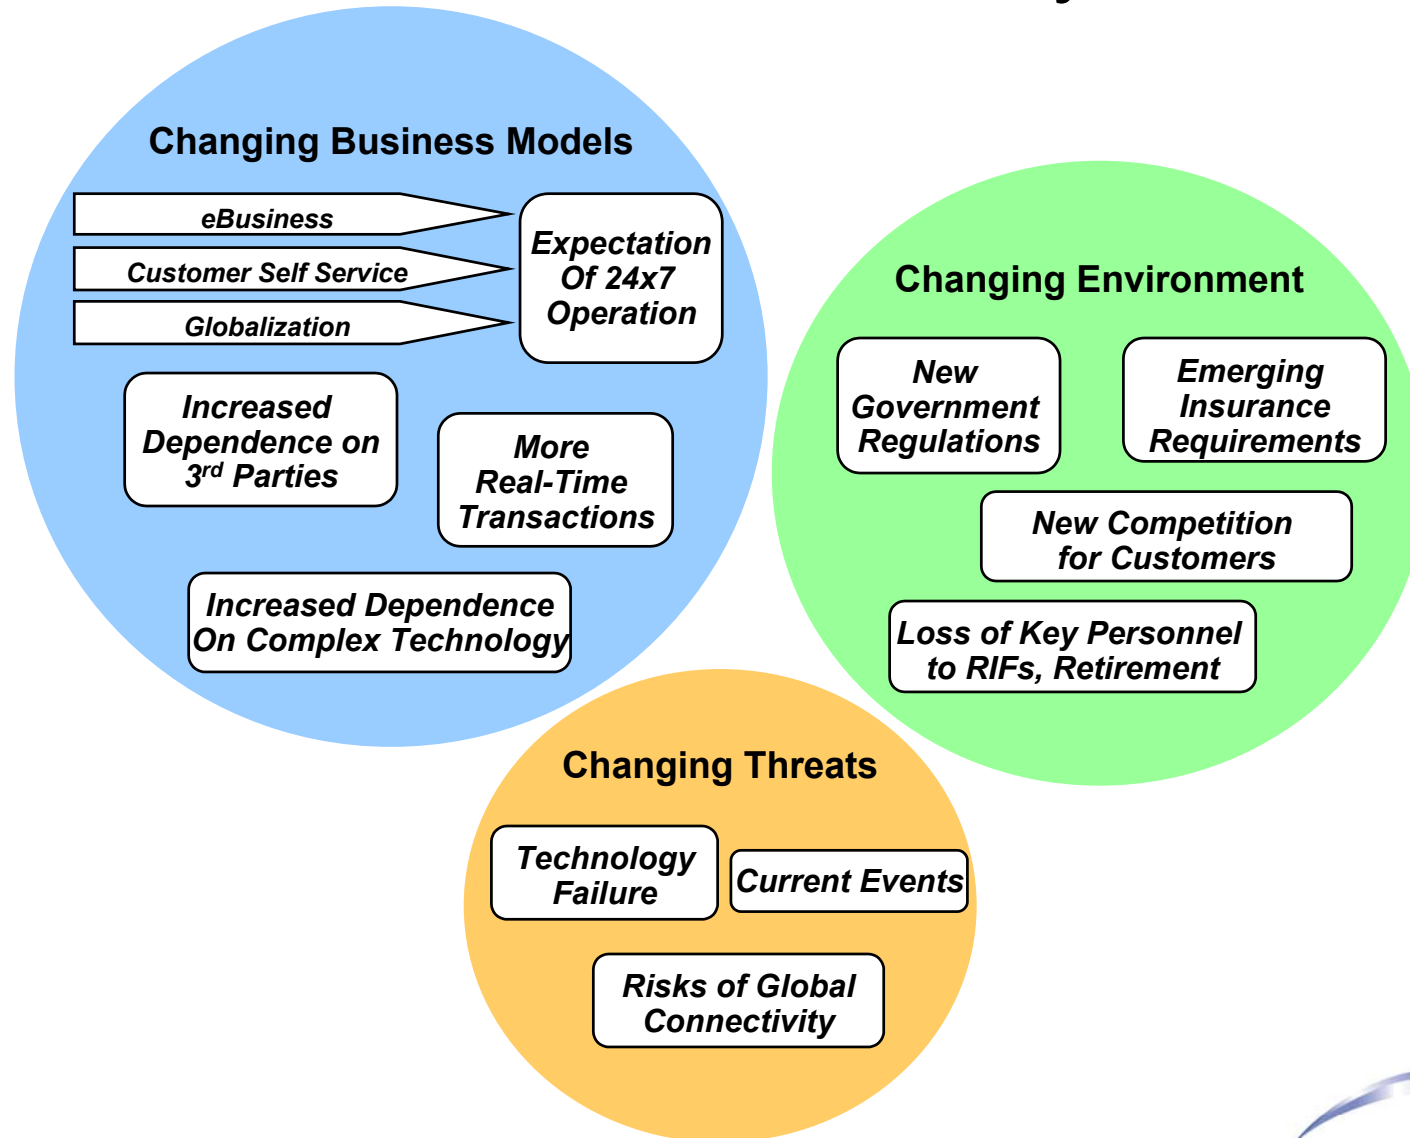 Changing Business Models
eBusiness
Customer Self Service
Globalization
Expectation
Of 24x7
Operation
Increased
Dependence on
3rd Parties
More
Real-Time
Transactions
Increased Dependence
On Complex Technology
Changing Environment
New
Government
Regulations
Emerging
Insurance
Requirements
New Competition
for Customers
Loss of Key Personnel
to RIFs, Retirement
Changing Threats
Technology
Failure
Current Events
Risks of Global
Connectivity